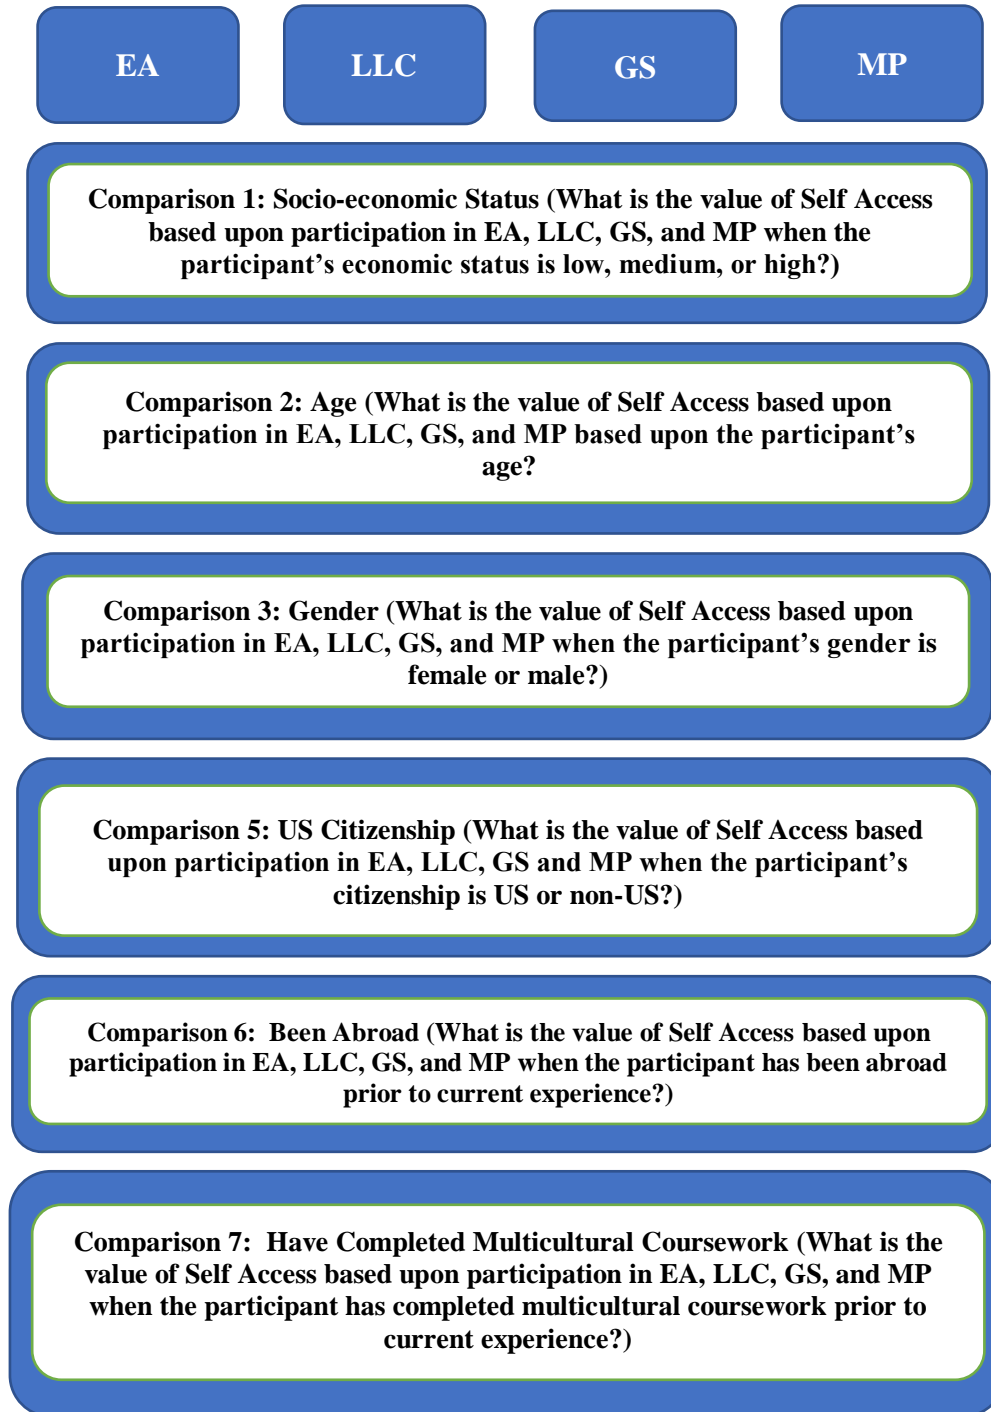 EA
LLC
GS
MP
Comparison 1: Socio-economic Status (What is the value of Self Access
based upon participation in EA, LLC, GS, and MP when the
participant’s economic status is low, medium, or high?)
Comparison 2: Age (What is the value of Self Access based upon
participation in EA, LLC, GS, and MP based upon the participant’s
age?
Comparison 3: Gender (What is the value of Self Access based upon
participation in EA, LLC, GS, and MP when the participant’s gender is
female or male?)
Comparison 5: US Citizenship (What is the value of Self Access based
upon participation in EA, LLC, GS and MP when the participant’s
citizenship is US or non-US?)
Comparison 6:  Been Abroad (What is the value of Self Access based upon
participation in EA, LLC, GS, and MP when the participant has been abroad
prior to current experience?)
Comparison 7:  Have Completed Multicultural Coursework (What is the
value of Self Access based upon participation in EA, LLC, GS, and MP
when the participant has completed multicultural coursework prior to
current experience?)